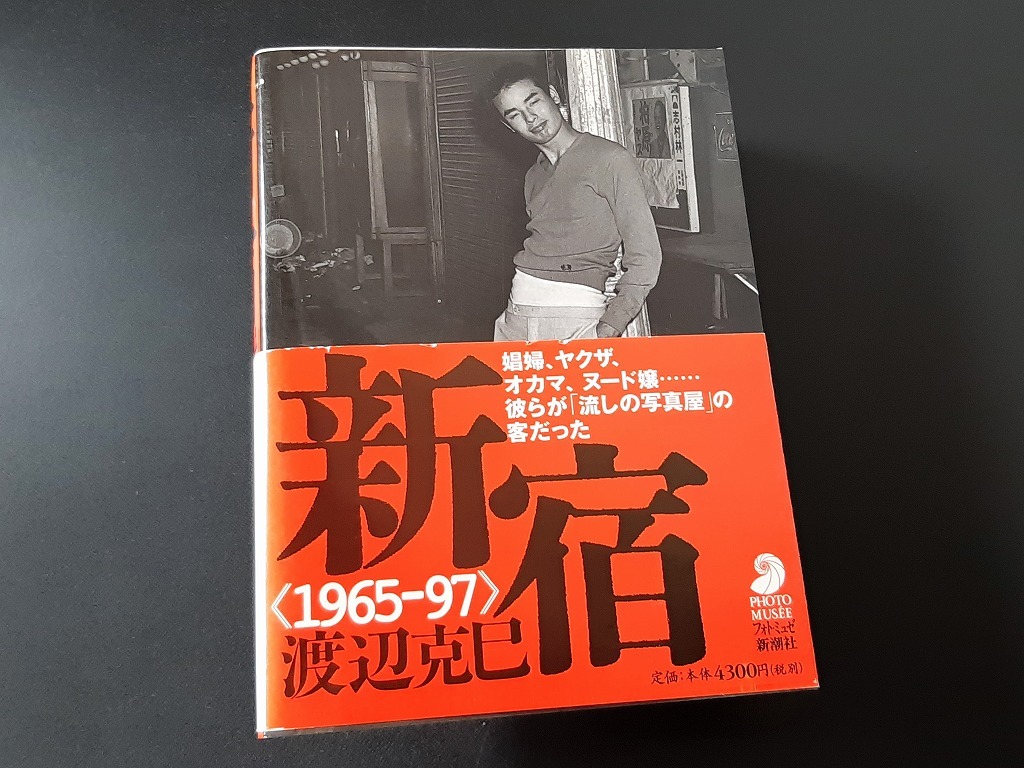 娼婦、ヤクザ、
オカマ、ヌード嬢……
彼らが「流しの写真屋」の
客だった
新宿
《1965-97》
渡辺克巳
PHOTO
MUSÉE
フォト・ミュゼ
新潮社
定価:本体4300円(税別)